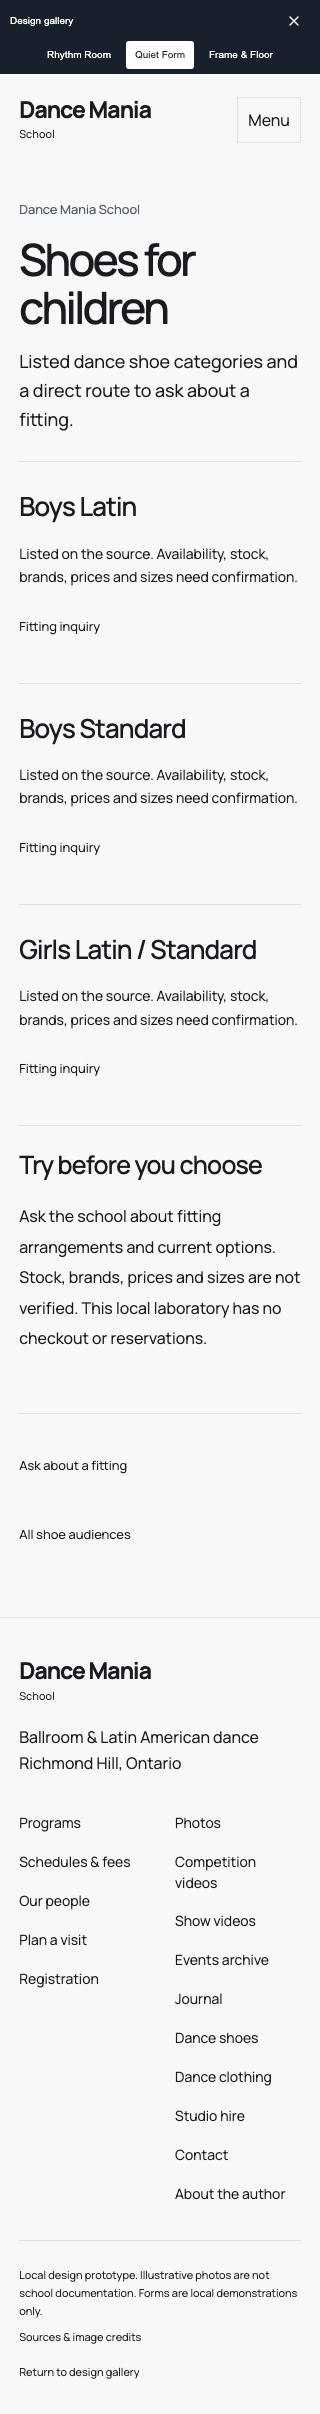 Design gallery
×
Rhythm Room
Quiet Form
Frame & Floor
Dance Mania
School
Menu
Dance Mania School
Shoes for
children
Listed dance shoe categories and
a direct route to ask about a
fitting.
Boys Latin
Listed on the source. Availability, stock,
brands, prices and sizes need confirmation.
Fitting inquiry
Boys Standard
Listed on the source. Availability, stock,
brands, prices and sizes need confirmation.
Fitting inquiry
Girls Latin / Standard
Listed on the source. Availability, stock,
brands, prices and sizes need confirmation.
Fitting inquiry
Try before you choose
Ask the school about fitting
arrangements and current options.
Stock, brands, prices and sizes are not
verified. This local laboratory has no
checkout or reservations.
Ask about a fitting
All shoe audiences
Dance Mania
School
Ballroom & Latin American dance
Richmond Hill, Ontario
Programs
Schedules & fees
Our people
Plan a visit
Registration
Photos
Competition
videos
Show videos
Events archive
Journal
Dance shoes
Dance clothing
Studio hire
Contact
About the author
Local design prototype. Illustrative photos are not
school documentation. Forms are local demonstrations
only.
Sources & image credits
Return to design gallery